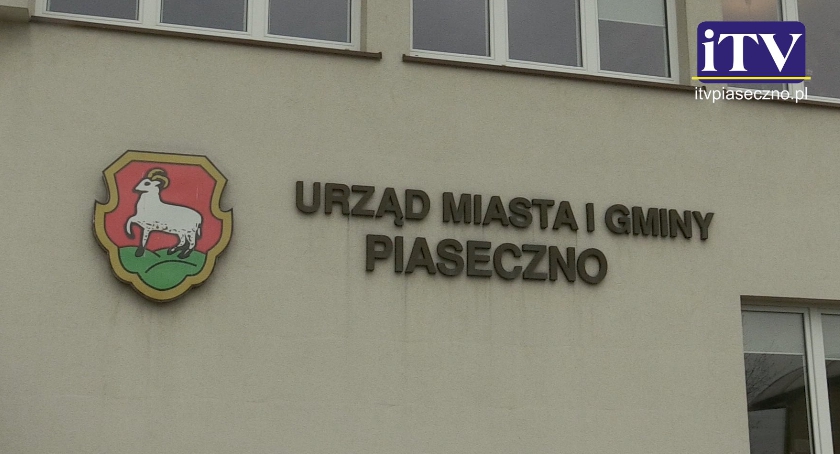 iTV
itvpiaseczno.pl
URZĄD MIASTA I GMINY
PIASECZNO